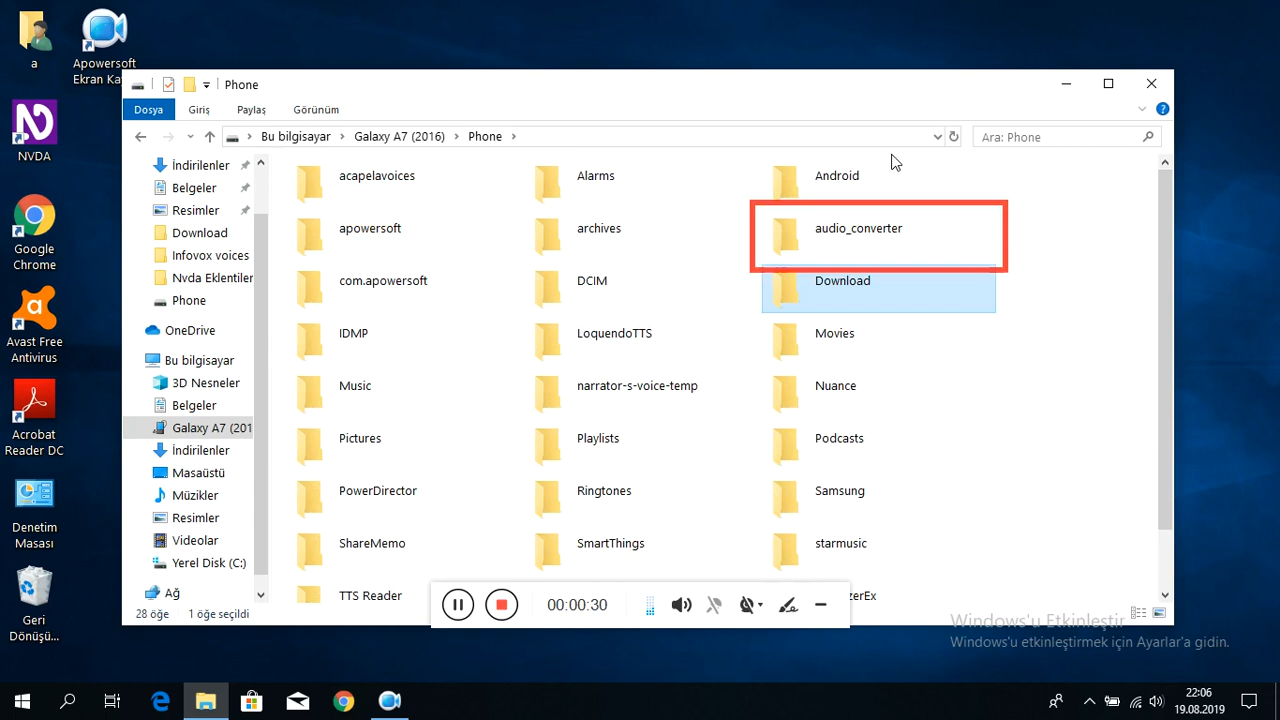 a
Apowersoft
Ekran Ka
NVDA
Google
Chrome
Avast Free
Antivirus
Acrobat
Reader DC
Denetim
Masası
Geri
Dönüşü...
Phone
Dosya
Giriş
Paylaş
Görünüm
Bu bilgisayar
Galaxy A7 (2016)
Phone
Ara: Phone
İndirilenler
Belgeler
Resimler
Download
Infovox voices
Nvda Eklentiler
Phone
OneDrive
Bu bilgisayar
3D Nesneler
Belgeler
Galaxy A7 (201
İndirilenler
Masaüstü
Müzikler
Resimler
Videolar
Yerel Disk (C:)
Ağ
acapelavoices
Alarms
Android
apowersoft
archives
audio_converter
com.apowersoft
DCIM
Download
IDMP
LoquendoTTS
Movies
Music
narrator-s-voice-temp
Nuance
Pictures
Playlists
Podcasts
PowerDirector
Ringtones
Samsung
ShareMemo
SmartThings
starmusic
TTS Reader
zerEx
28 öğe
1 öğe seçildi
00:00:30
Windows'u Etkinleştir
Windows'u etkinleştirmek için Ayarlar'a gidin.
22:06
19.08.2019